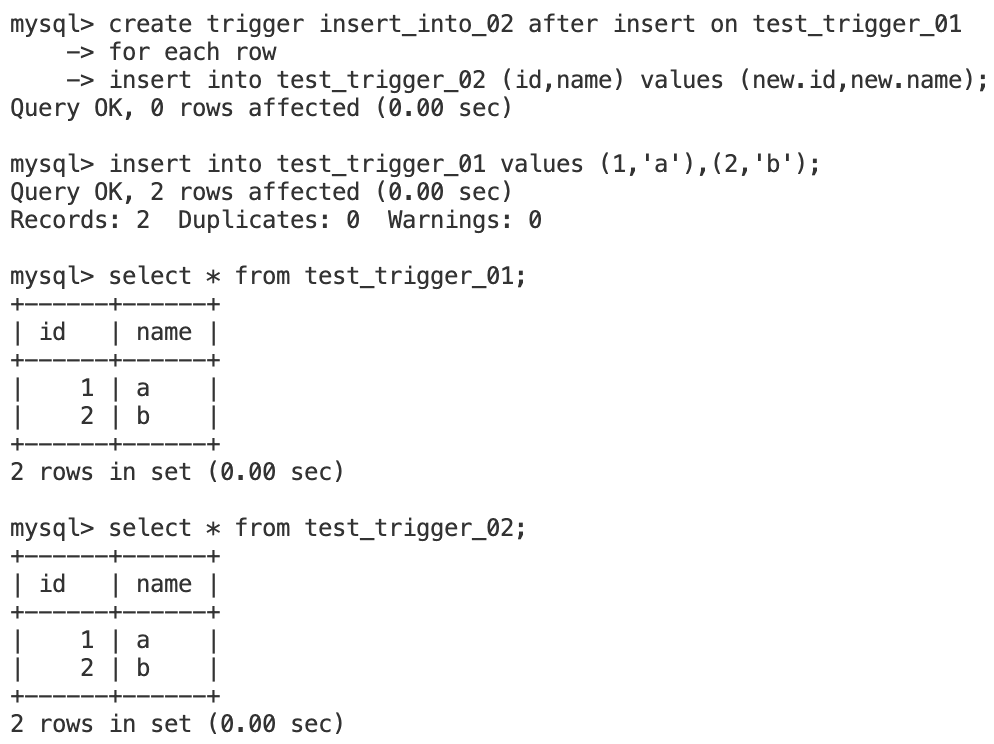 mysql> create trigger insert_into_02 after insert on test_trigger_01
    -> for each row
    -> insert into test_trigger_02 (id,name) values (new.id,new.name);
Query OK, 0 rows affected (0.00 sec)

mysql> insert into test_trigger_01 values (1,'a'),(2,'b');
Query OK, 2 rows affected (0.00 sec)
Records: 2  Duplicates: 0  Warnings: 0

mysql> select * from test_trigger_01;
+------+------+
| id   | name |
+------+------+
|    1 | a    |
|    2 | b    |
+------+------+
2 rows in set (0.00 sec)

mysql> select * from test_trigger_02;
+------+------+
| id   | name |
+------+------+
|    1 | a    |
|    2 | b    |
+------+------+
2 rows in set (0.00 sec)